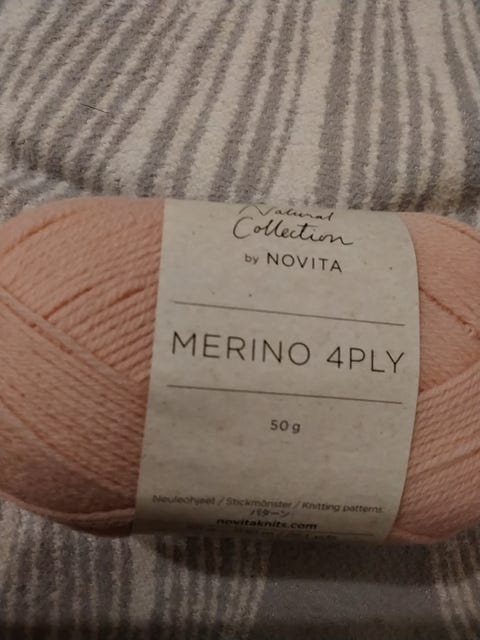 Natural
Collection
by NOVITA
MERINO 4PLY
50 g
Neuleohjeet / Stickmönster / Knitting patterns
パターン
novitaknits.com